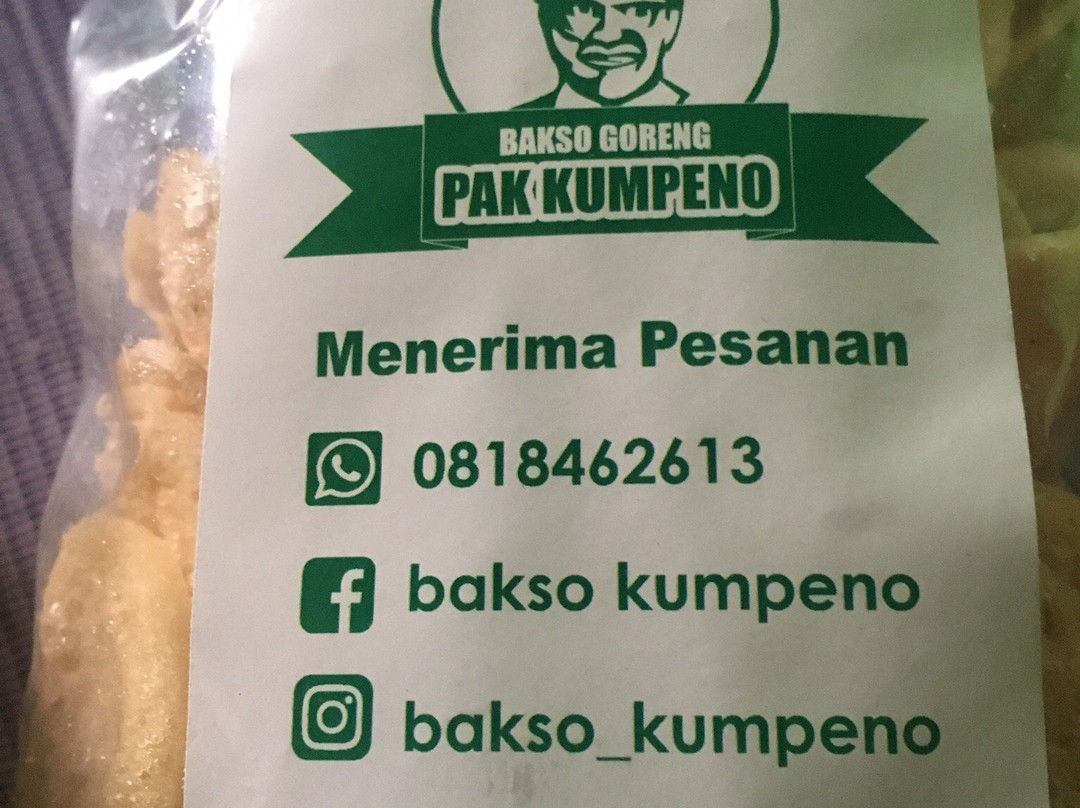 BAKSO GORENG
PAK KUMPENO
Menerima Pesanan
0818462613
bakso kumpeno
bakso_kumpeno